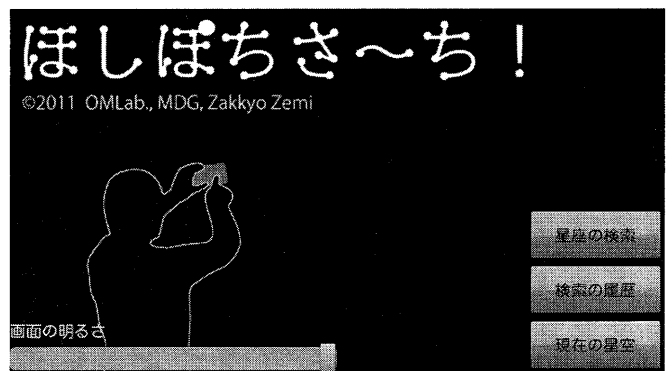 ほしぽちさ～ち！
©2011 OMLab., MDG, Zakkyo Zemi
星座の検索
検索の履歴
画面の明るさ
現在の星空